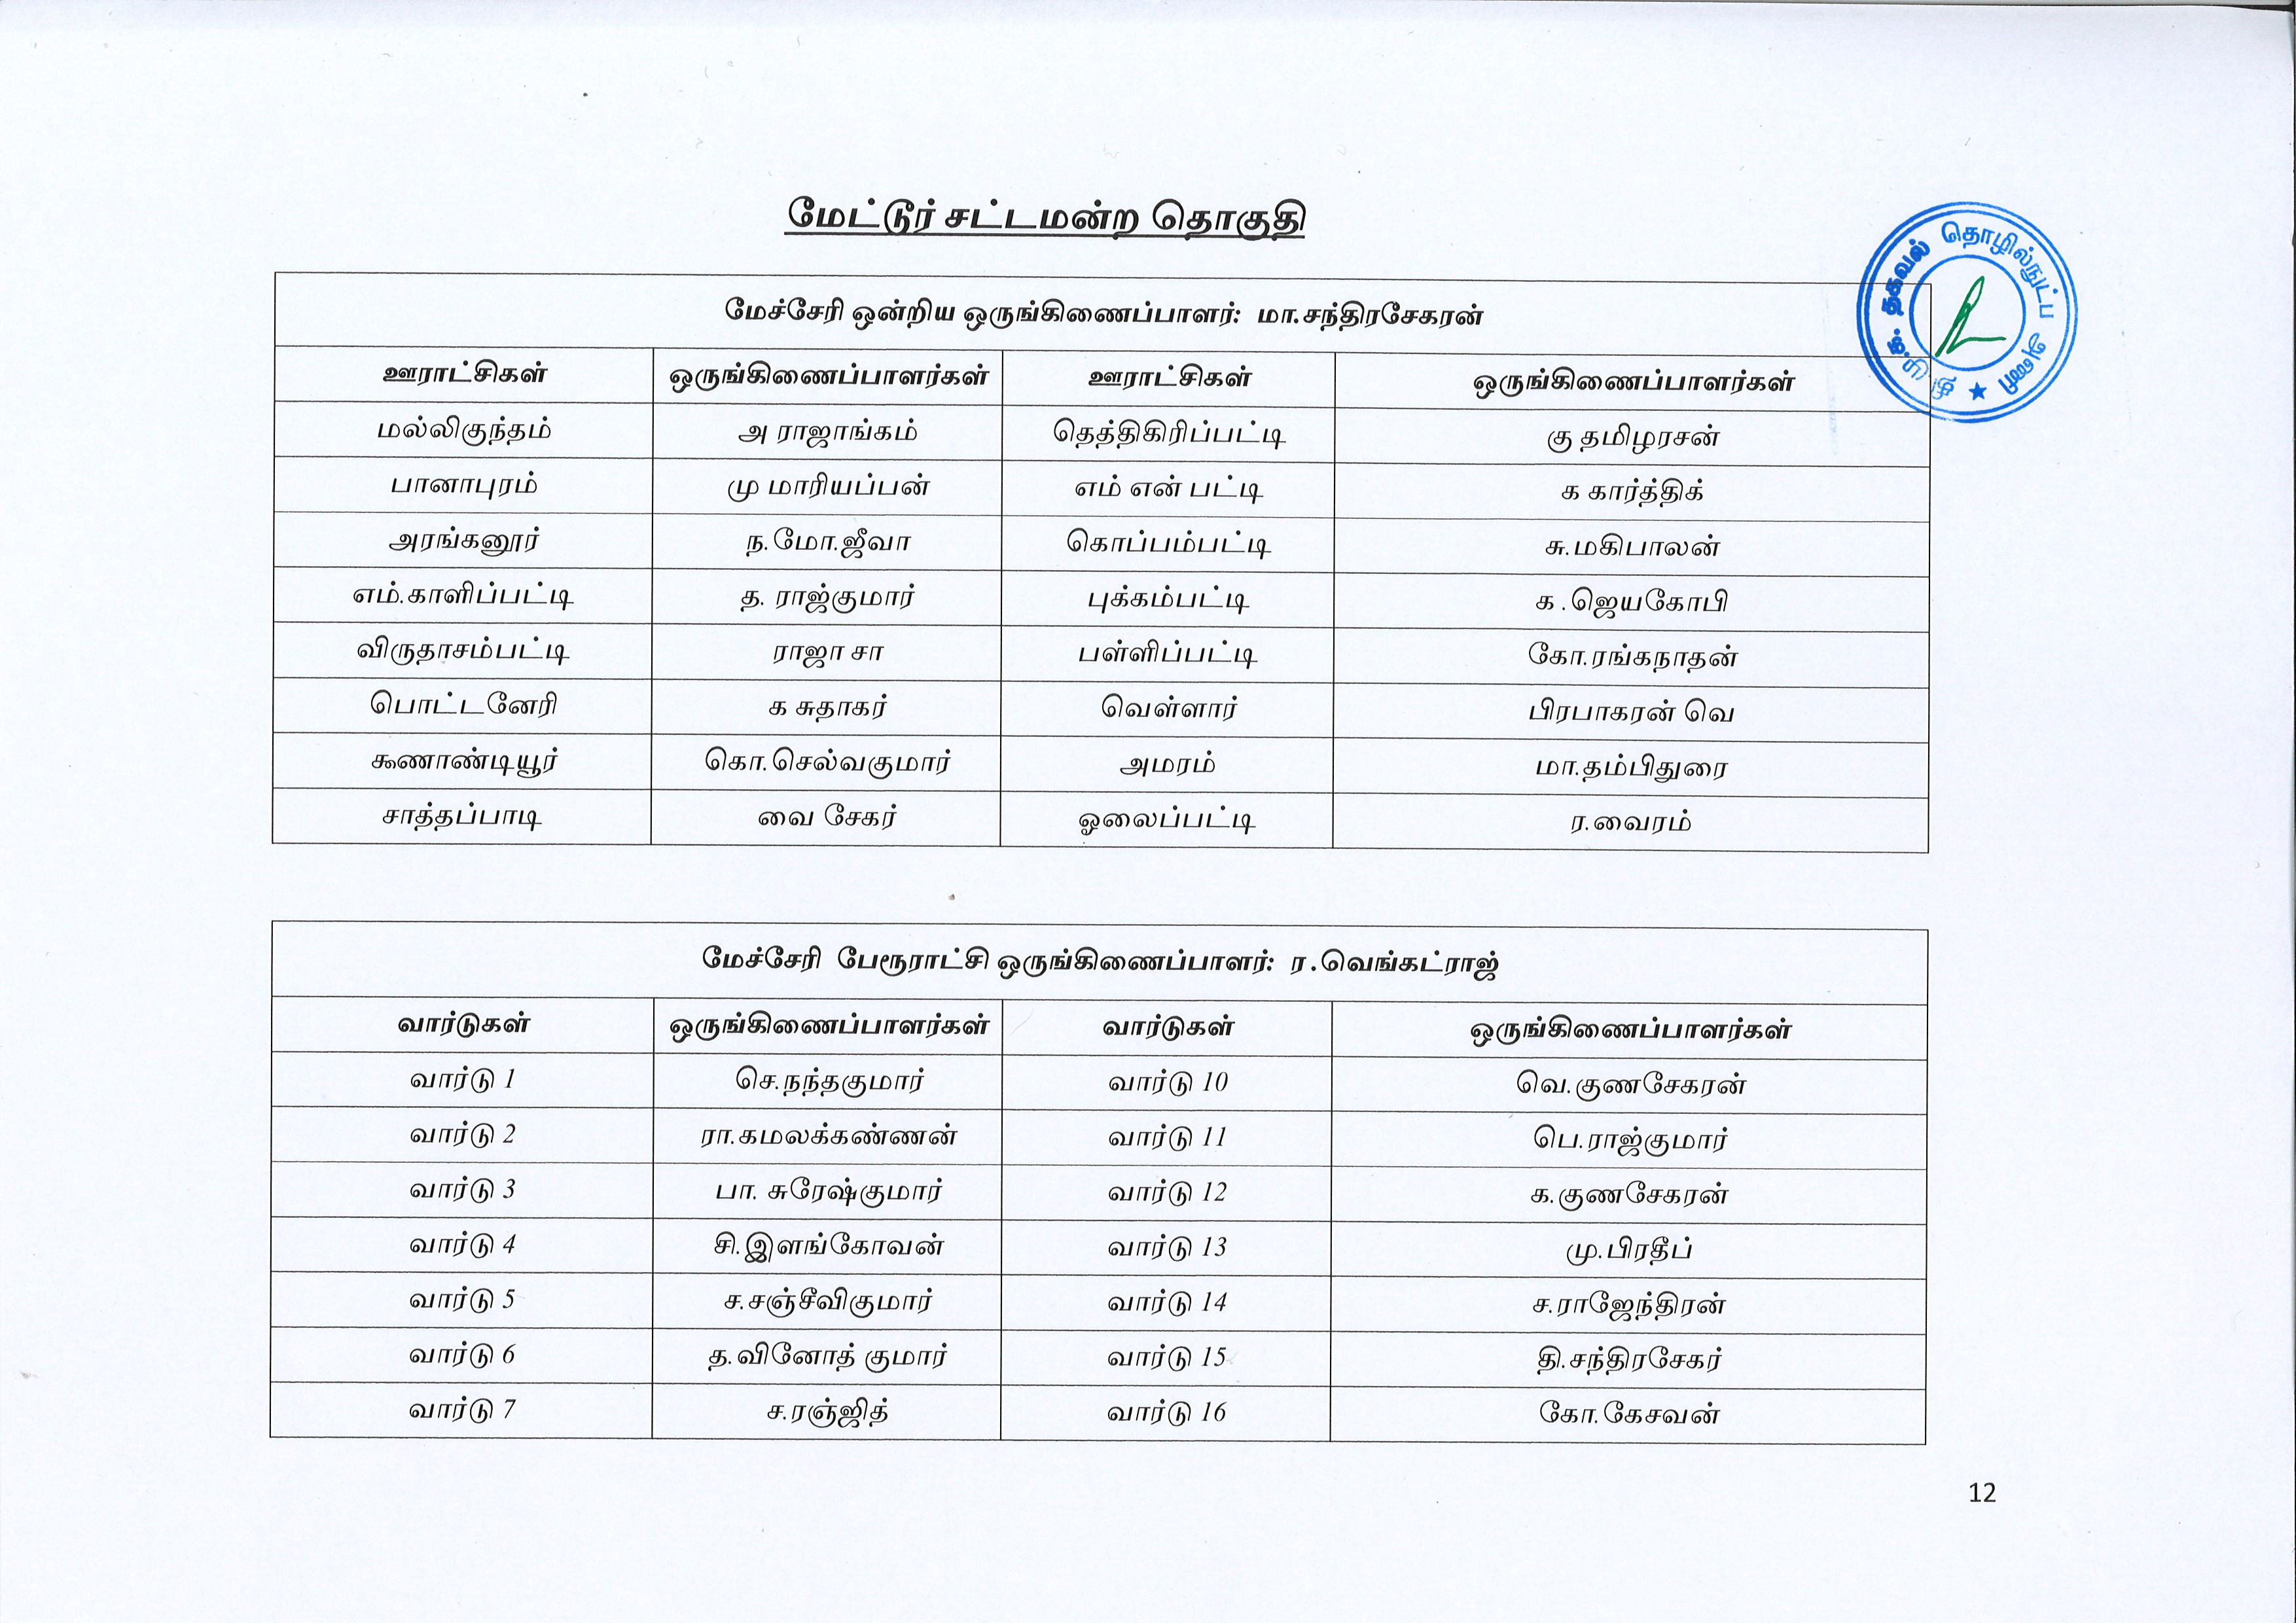 மேட்டூர் சட்டமன்ற தொகுதி
தி.மு.க. தகவல் தொழில்நுட்ப அணி
மேச்சேரி ஒன்றிய ஒருங்கிணைப்பாளர்: மா.சந்திரசேகரன்
ஊராட்சிகள் ஒருங்கிணைப்பாளர்கள் ஊராட்சிகள் ஒருங்கிணைப்பாளர்கள்
மல்லிகுந்தம் அ ராஜாங்கம் தெத்திகிரிப்பட்டி கு தமிழரசன்
பானாபுரம் மு மாரியப்பன் எம் என் பட்டி க கார்த்திக்
அரங்கனூர் ந.மோ.ஜீவா கொப்பம்பட்டி சு.மகிபாலன்
எம்.காளிப்பட்டி த. ராஜ்குமார் புக்கம்பட்டி க .ஜெயகோபி
விருதாசம்பட்டி ராஜா சா பள்ளிப்பட்டி கோ.ரங்கநாதன்
பொட்டனேரி க சுதாகர் வெள்ளார் பிரபாகரன் வெ
கூணாண்டியூர் கொ.செல்வகுமார் அமரம் மா.தம்பிதுரை
சாத்தப்பாடி வை சேகர் ஓலைப்பட்டி ர.வைரம்
மேச்சேரி பேரூராட்சி ஒருங்கிணைப்பாளர்: ர .வெங்கட்ராஜ்
வார்டுகள் ஒருங்கிணைப்பாளர்கள் வார்டுகள் ஒருங்கிணைப்பாளர்கள்
வார்டு 1 செ.நந்தகுமார் வார்டு 10 வெ.குணசேகரன்
வார்டு 2 ரா.கமலக்கண்ணன் வார்டு 11 பெ.ராஜ்குமார்
வார்டு 3 பா. சுரேஷ்குமார் வார்டு 12 க.குணசேகரன்
வார்டு 4 சி.இளங்கோவன் வார்டு 13 மு.பிரதீப்
வார்டு 5 ச.சஞ்சீவிகுமார் வார்டு 14 ச.ராஜேந்திரன்
வார்டு 6 த.வினோத் குமார் வார்டு 15 தி.சந்திரசேகர்
வார்டு 7 ச.ரஞ்ஜித் வார்டு 16 கோ.கேசவன்
12